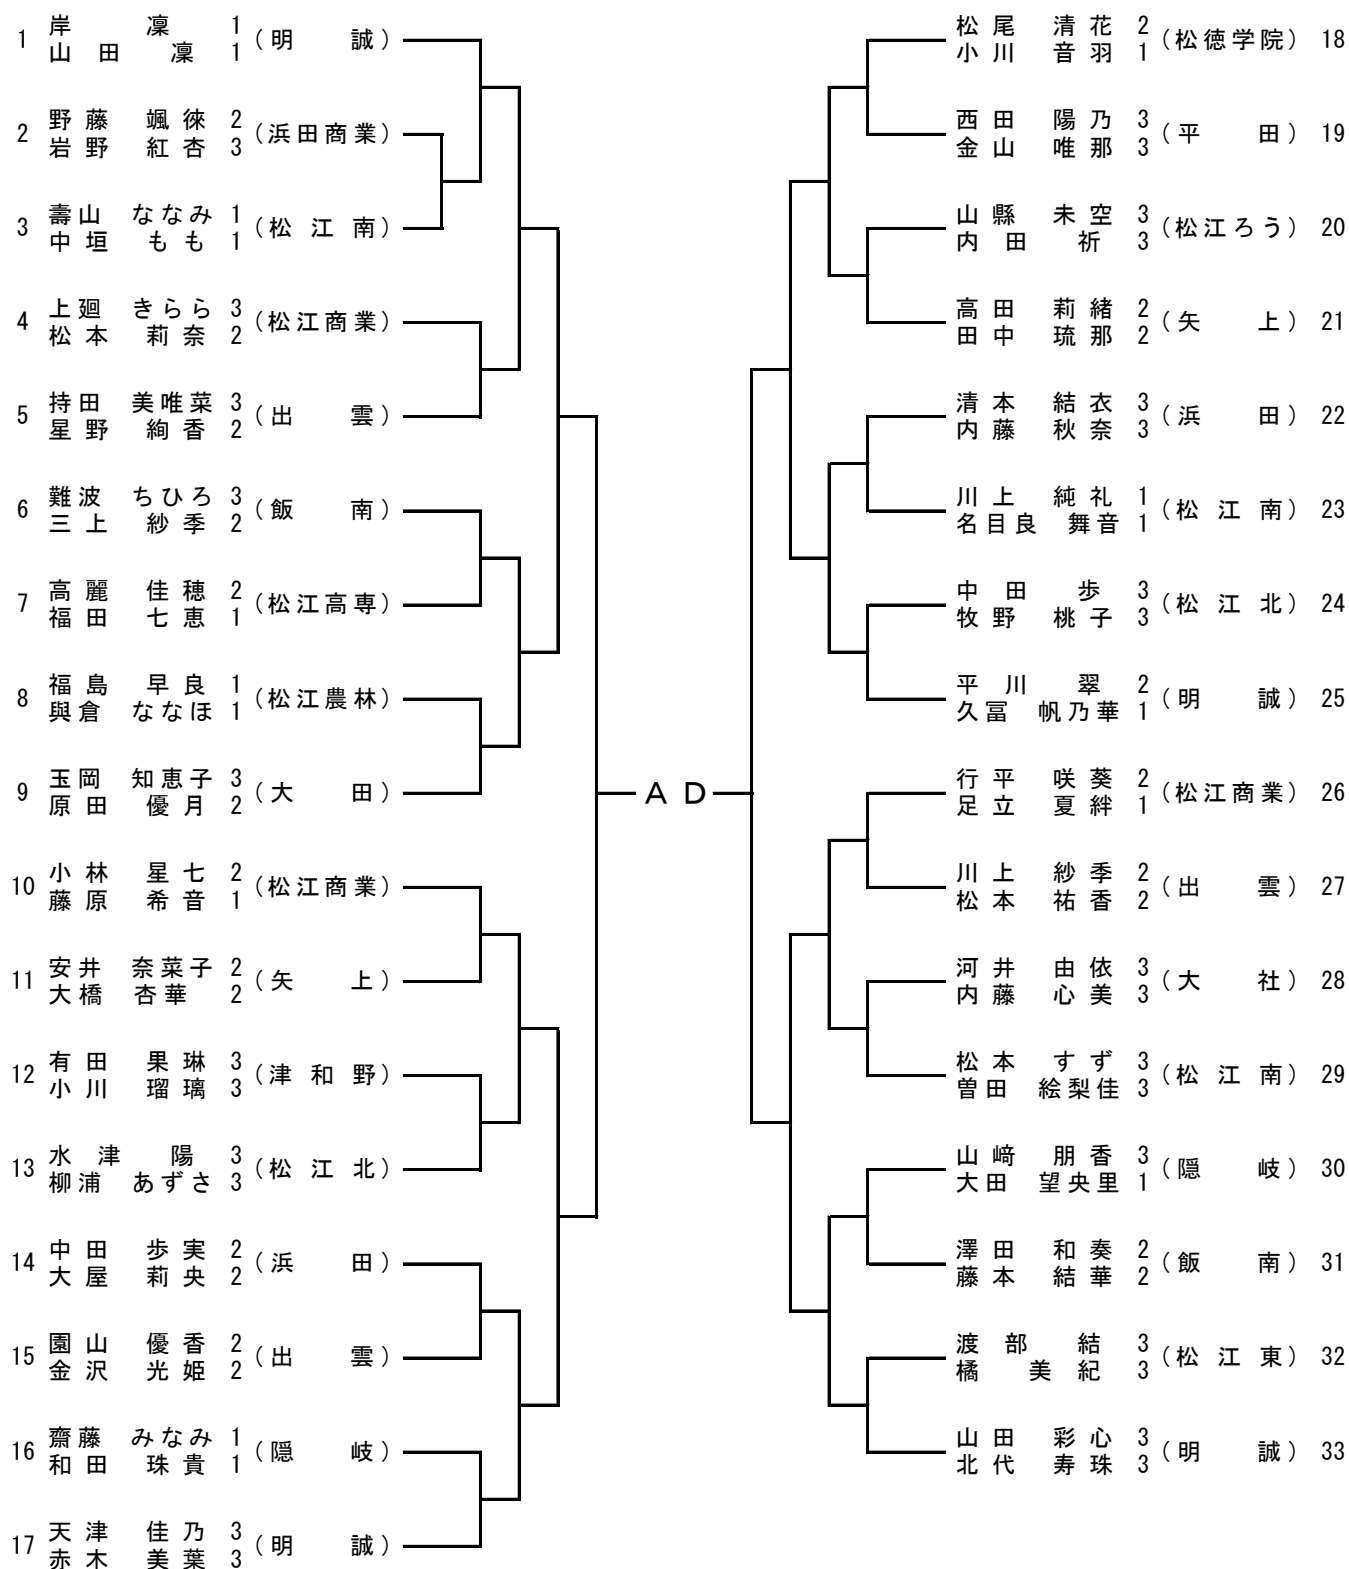 岸 凜 1
1 (明 誠)
山田 凜 1
野藤 颯徠 2
2 (浜田商業)
岩野 紅杏 3
壽山 ななみ 1
3 (松江南)
中垣 もも 1
上廻 きらら 3
4 (松江商業)
松本 莉奈 2
持田 美唯菜 3
5 (出 雲)
星野 絢香 2
難波 ちひろ 3
6 (飯 南)
三上 紗季 2
高麗 佳穂 2
7 (松江高専)
福田 七恵 1
福島 早良 1
8 (松江農林)
與倉 ななほ 1
玉岡 知恵子 3
9 (大 田)
原田 優月 2
小林 星七 2
10 (松江商業)
藤原 希音 1
安井 奈菜子 2
11 (矢 上)
大橋 杏華 2
有田 果琳 3
12 (津和野)
小川 瑠璃 3
水津 陽 3
13 (松江北)
柳浦 あずさ 3
中田 歩実 2
14 (浜 田)
大屋 莉央 2
園山 優香 2
15 (出 雲)
金沢 光姫 2
齋藤 みなみ 1
16 (隠 岐)
和田 珠貴 1
天津 佳乃 3
17 (明 誠)
赤木 美葉 3
A D
松尾 清花 2
(松徳学院) 18
小川 音羽 1
西田 陽乃 3
(平 田) 19
金山 唯那 3
山縣 未空 3
(松江ろう) 20
内田 祈 3
高田 莉緒 2
(矢 上) 21
田中 琉那 2
清本 結衣 3
(浜 田) 22
内藤 秋奈 3
川上 純礼 1
(松江南) 23
名目良 舞音 1
中田 歩 3
(松江北) 24
牧野 桃子 3
平川 翠 2
(明 誠) 25
久冨 帆乃華 1
行平 咲葵 2
(松江商業) 26
足立 夏絆 1
川上 紗季 2
(出 雲) 27
松本 祐香 2
河井 由依 3
(大 社) 28
内藤 心美 3
松本 すず 3
(松江南) 29
曽田 絵梨佳 3
山﨑 朋香 3
(隠 岐) 30
大田 望央里 1
澤田 和奏 2
(飯 南) 31
藤本 結華 2
渡部 結 3
(松江東) 32
橘 美紀 3
山田 彩心 3
(明 誠) 33
北代 寿珠 3